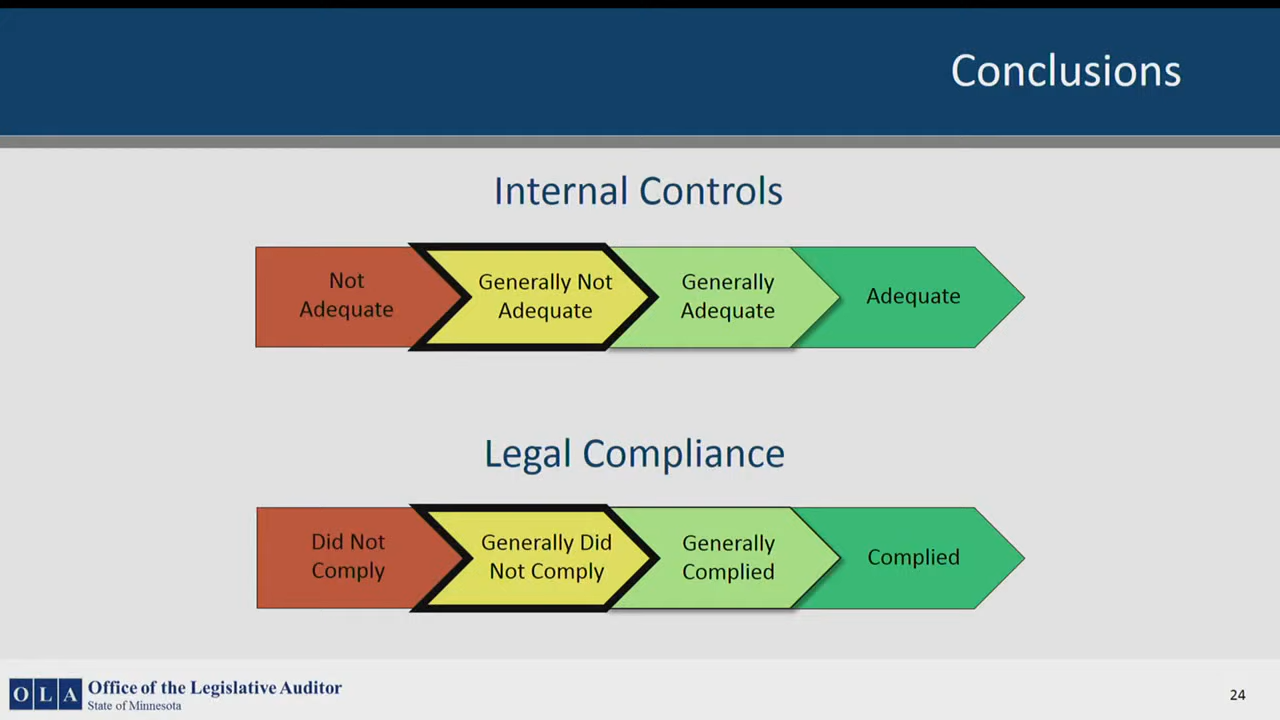 Conclusions
Internal Controls
Not
Adequate
Generally Not
Adequate
Generally
Adequate
Adequate
Legal Compliance
Did Not
Comply
Generally Did
Not Comply
Generally
Complied
Complied
OLA
Office of the Legislative Auditor
State of Minnesota
24